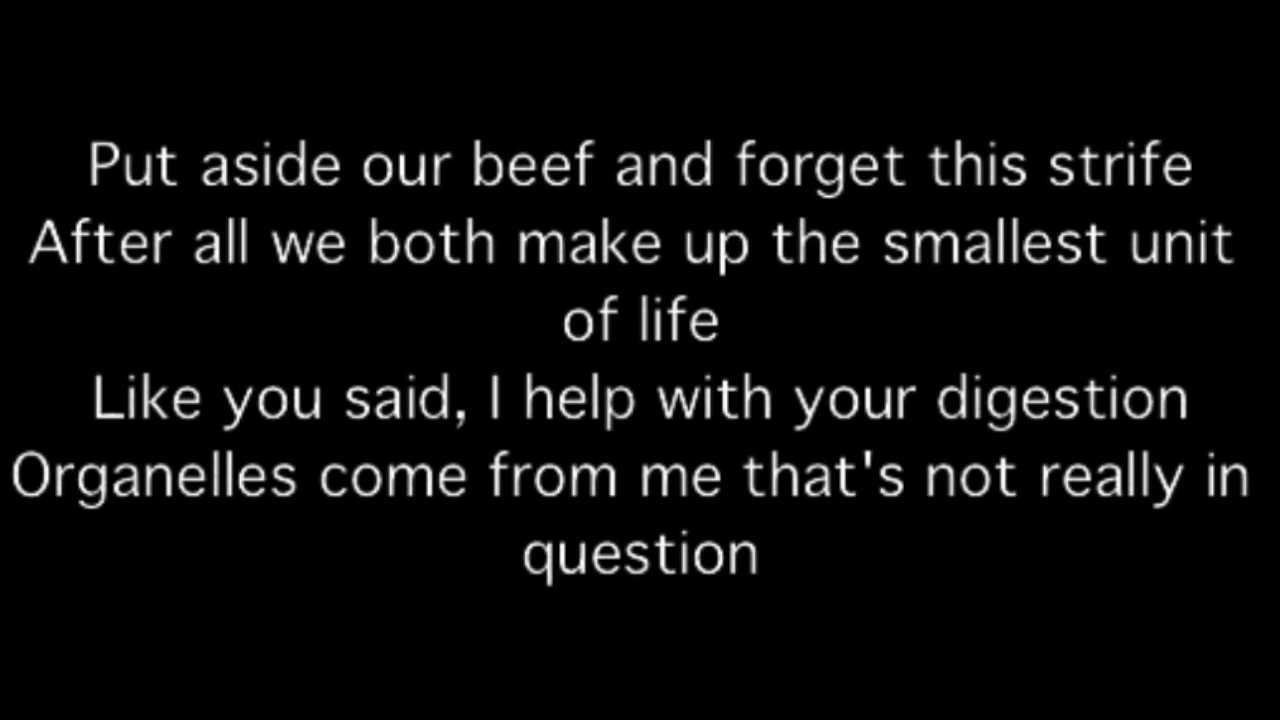 Put aside our beef and forget this strife
After all we both make up the smallest unit
of life
Like you said, I help with your digestion
Organelles come from me that's not really in
question